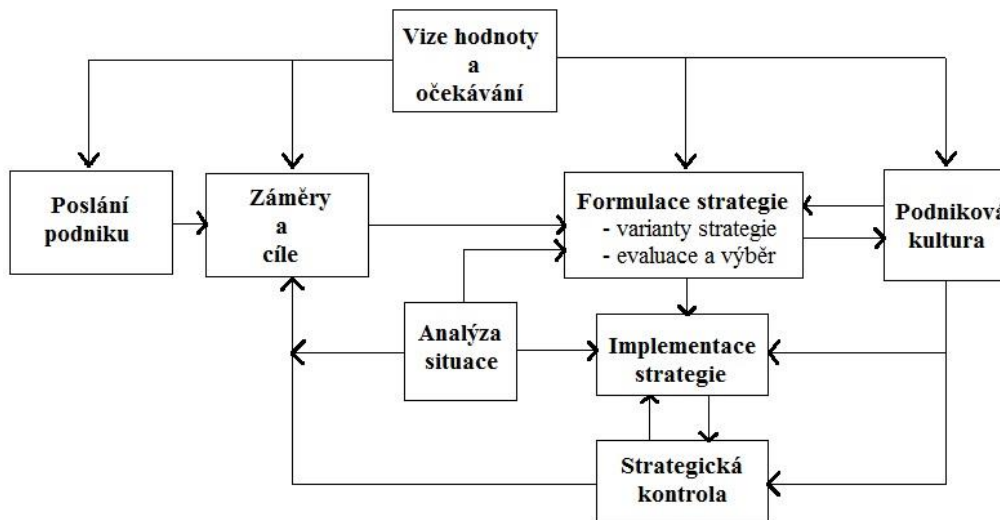 Vize hodnoty
a
očekávání
Poslání
podniku
Záměry
a
cíle
Formulace strategie
- varianty strategie
- evaluace a výběr
Podniková
kultura
Analýza
situace
Implementace
strategie
Strategická
kontrola